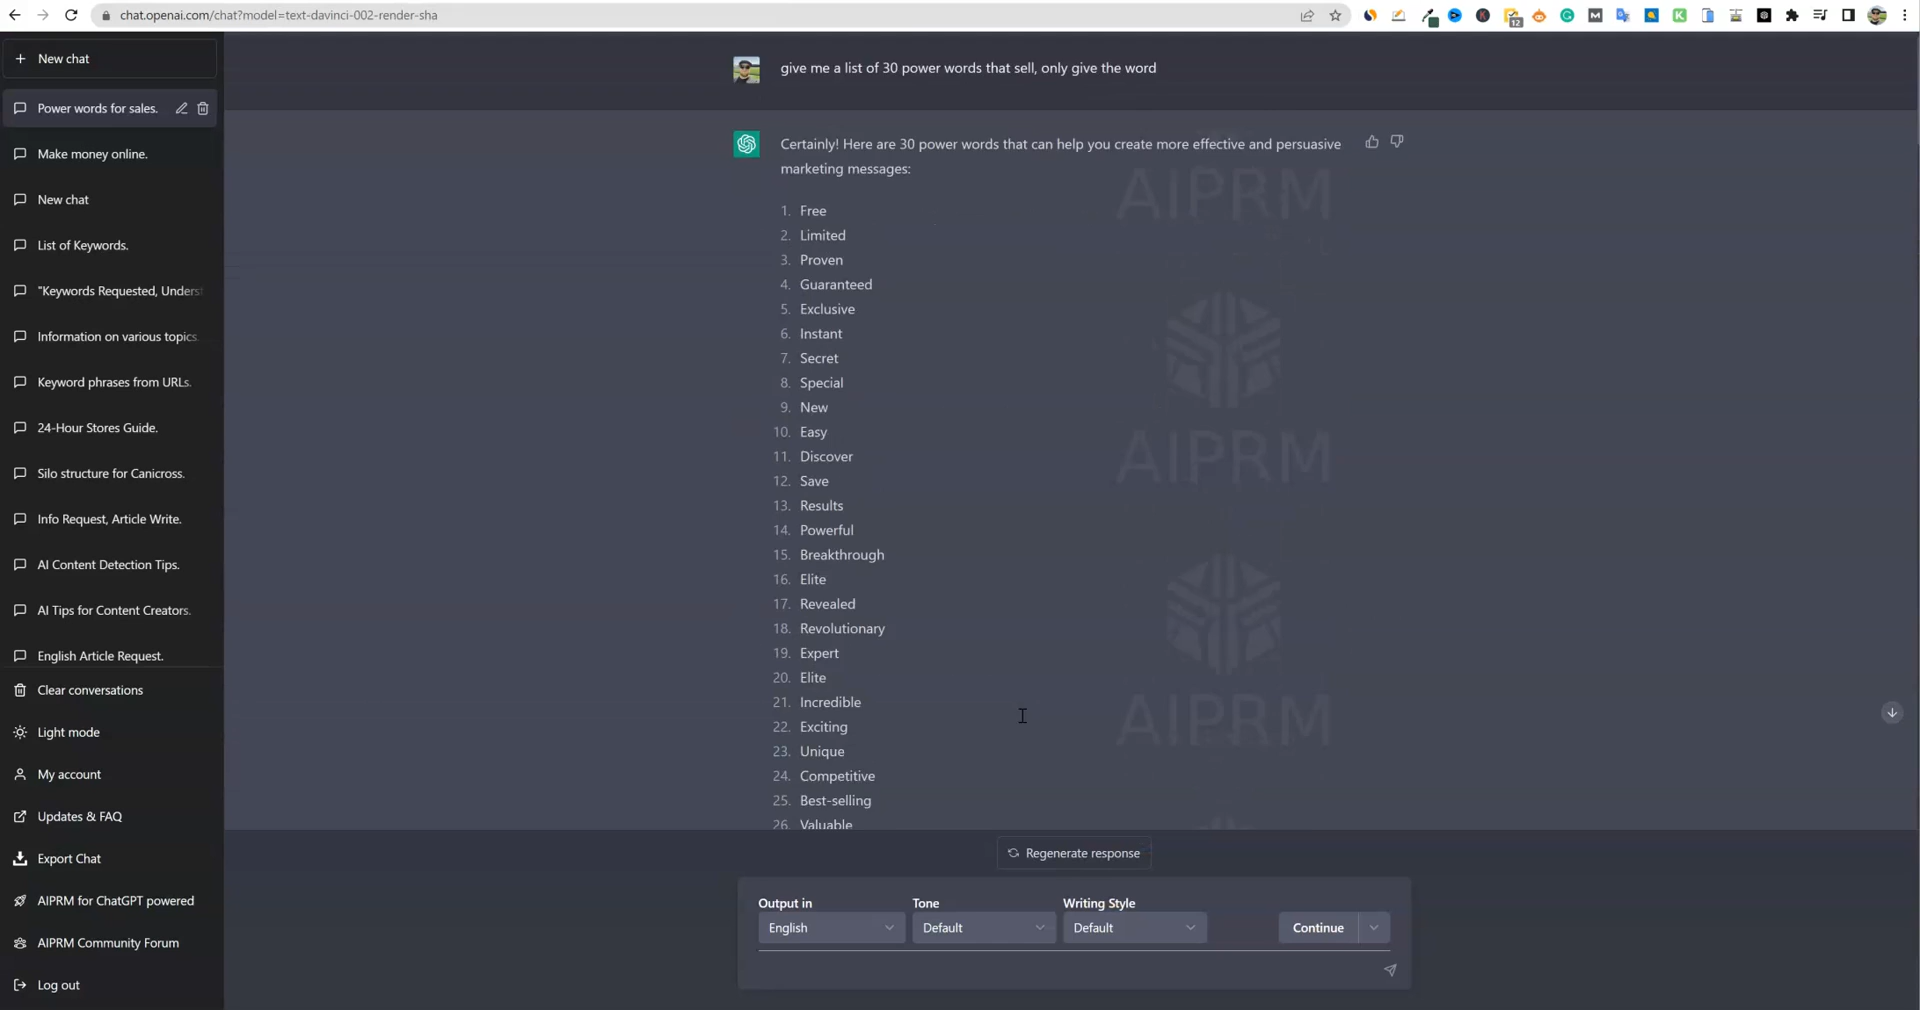 chat.openai.com/chat?model=text-davinci-002-render-sha
12
New chat
Power words for sales.
Make money online.
New chat
List of Keywords.
"Keywords Requested, Unders
Information on various topics.
Keyword phrases from URLs.
24-Hour Stores Guide.
Silo structure for Canicross.
Info Request, Article Write.
AI Content Detection Tips.
AI Tips for Content Creators.
English Article Request.
Clear conversations
Light mode
My account
Updates & FAQ
Export Chat
AIPRM for ChatGPT powered
AIPRM Community Forum
Log out
give me a list of 30 power words that sell, only give the word
Certainly! Here are 30 power words that can help you create more effective and persuasive
marketing messages:
1. Free
2. Limited
3. Proven
4. Guaranteed
5. Exclusive
6. Instant
7. Secret
8. Special
9. New
10. Easy
11. Discover
12. Save
13. Results
14. Powerful
15. Breakthrough
16. Elite
17. Revealed
18. Revolutionary
19. Expert
20. Elite
21. Incredible
22. Exciting
23. Unique
24. Competitive
25. Best-selling
26. Valuable
AIPRM
AIPRM
AIPRM
Regenerate response
Output in Tone Writing Style
English Default Default Continue